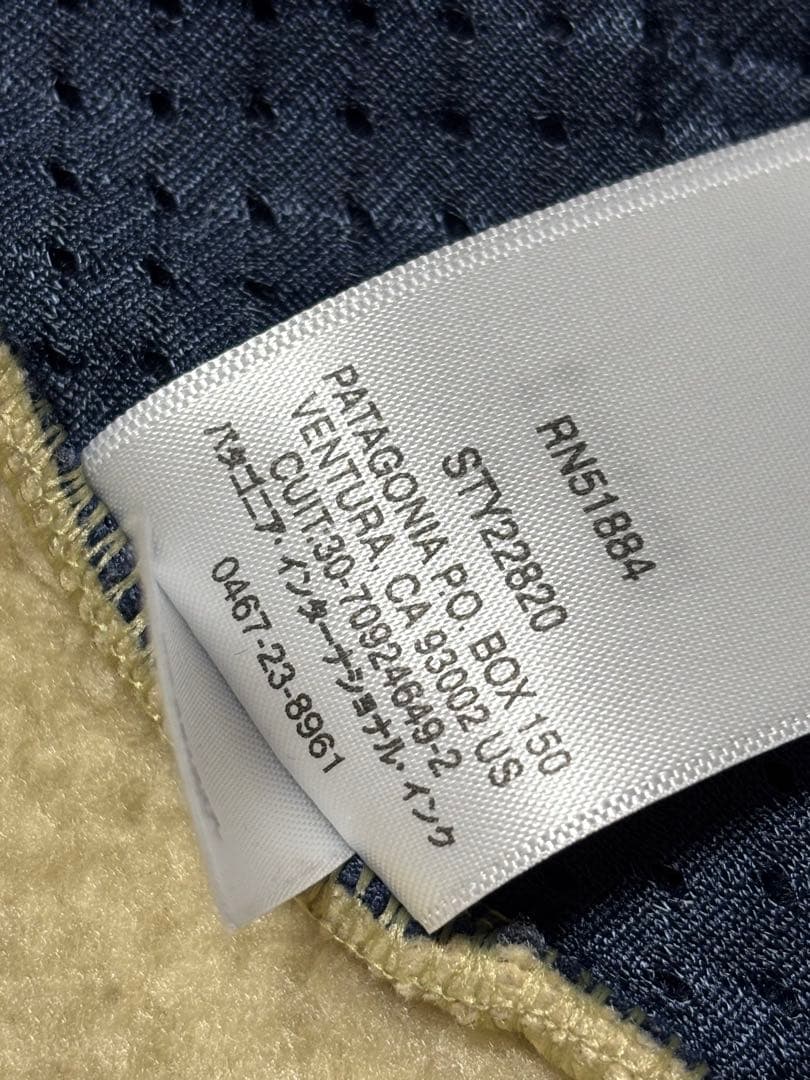 RN51884
STY22820
PATAGONIA P.O. BOX 150
VENTURA, CA 93002 US
CUIT:30-70924649-2
パタゴニア・インターナショナル・インク
0467-23-8961